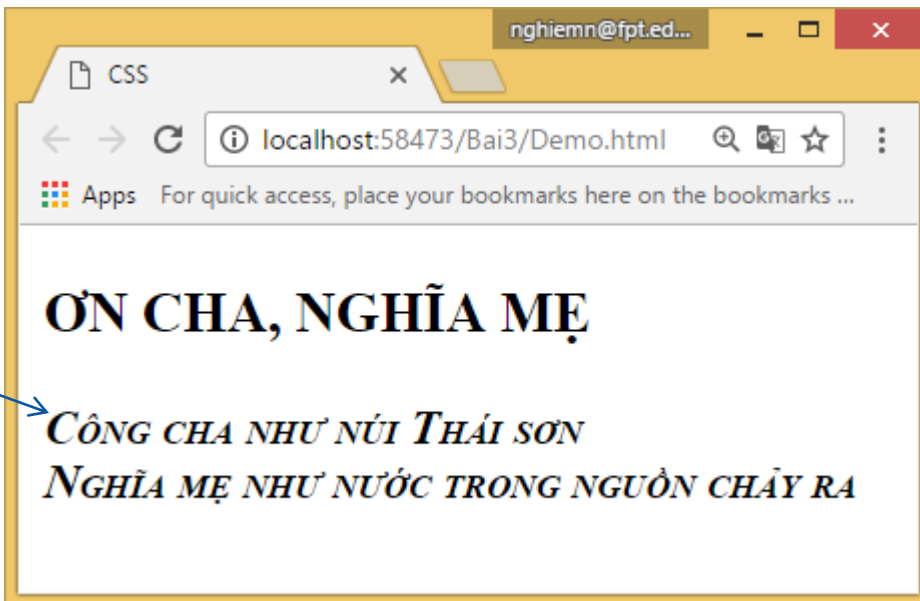 nghiemn@fpt.ed...
CSS
localhost:58473/Bai3/Demo.html
Apps For quick access, place your bookmarks here on the bookmarks ...
ƠN CHA, NGHĨA MẸ
Công cha như núi Thái sơn
Nghĩa mẹ như nước trong nguồn chảy ra